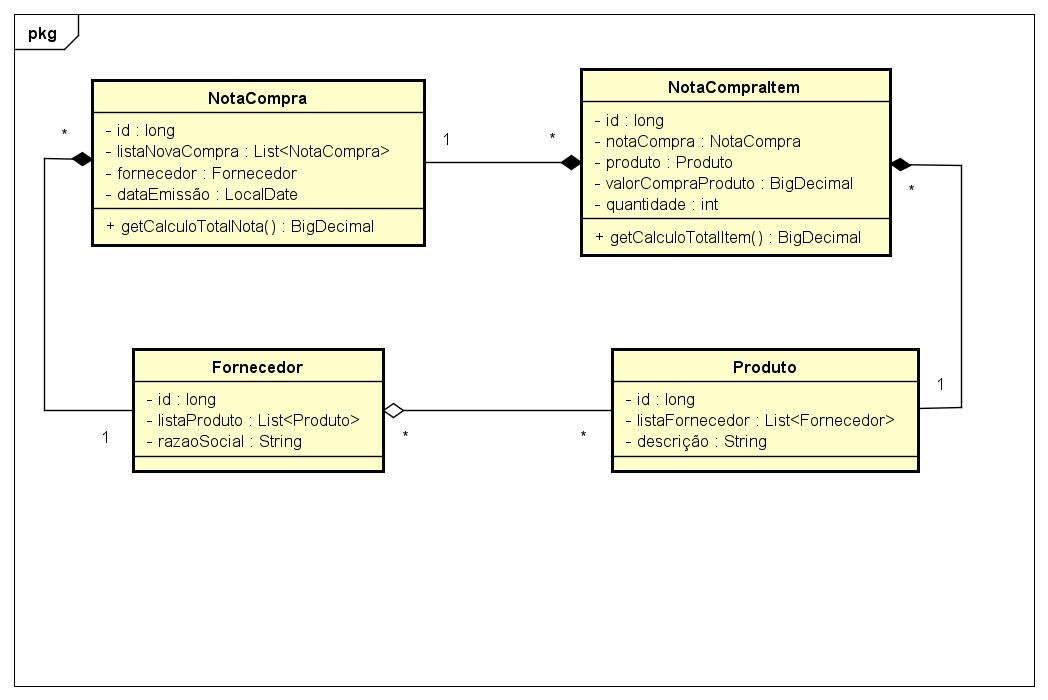 pkg
NotaCompra
- id : long
- listaNovaCompra : List<NotaCompra>
- fornecedor : Fornecedor
- dataEmissão : LocalDate
+ getCalculoTotalNota() : BigDecimal
*
1
*
NotaCompraItem
- id : long
- notaCompra : NotaCompra
- produto : Produto
- valorCompraProduto : BigDecimal
- quantidade : int
+ getCalculoTotalItem() : BigDecimal
*
Fornecedor
- id : long
- listaProduto : List<Produto>
- razaoSocial : String
1
*
*
Produto
- id : long
- listaFornecedor : List<Fornecedor>
- descrição : String
1